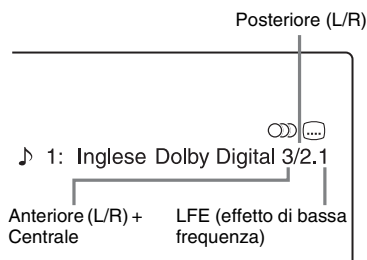 Posteriore (L/R)
♪ 1: Inglese Dolby Digital 3/2.1
Anteriore (L/R) +
Centrale
LFE (effetto di bassa
frequenza)